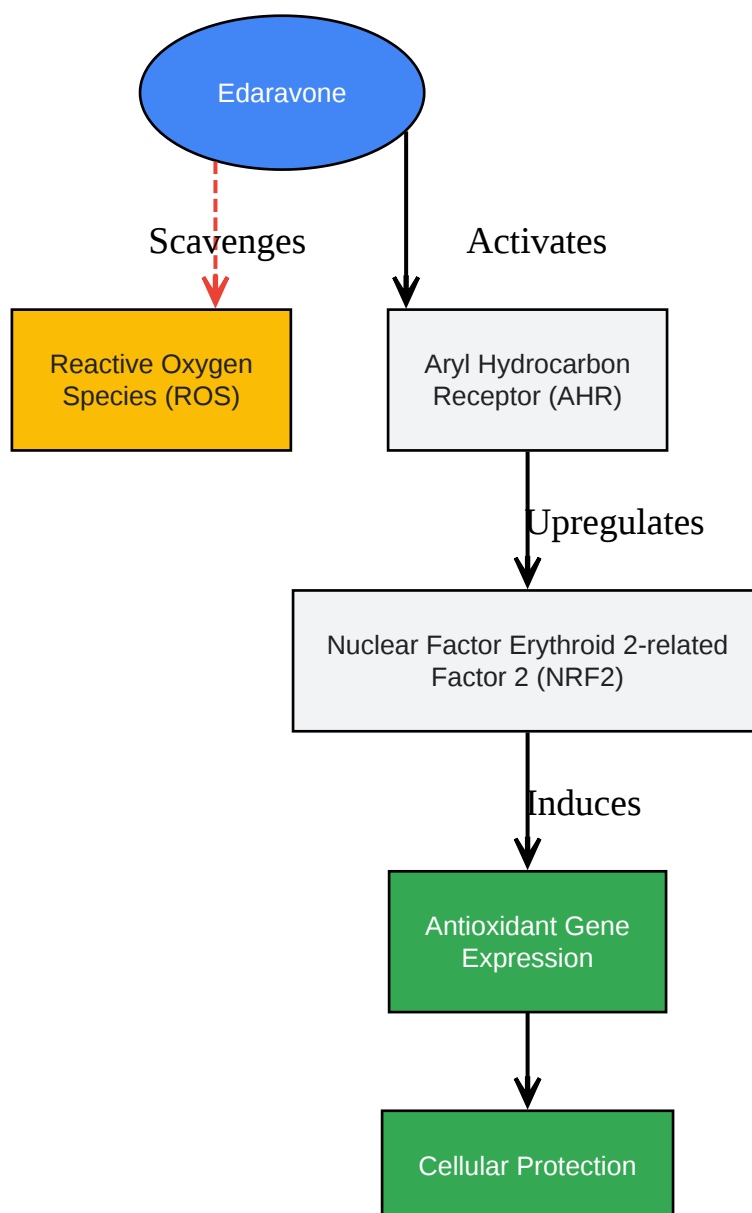 Edaravone
Scavenges
Activates
Reactive Oxygen
Species (ROS)
Aryl Hydrocarbon
Receptor (AHR)
Upregulates
Nuclear Factor Erythroid 2-related
Factor 2 (NRF2)
Induces
Antioxidant Gene
Expression
Cellular Protection